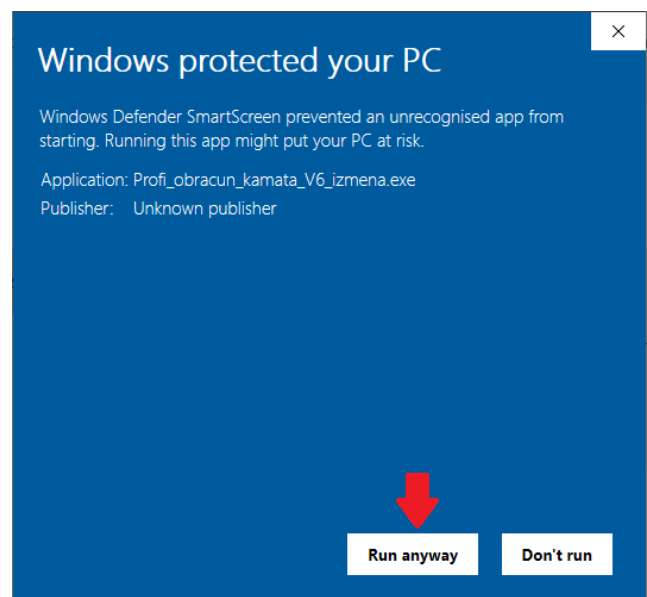 Windows protected your PC
Windows Defender SmartScreen prevented an unrecognised app from
starting. Running this app might put your PC at risk.
Application: Profi_obracun_kamata_V6_izmena.exe
Publisher: Unknown publisher
Run anyway Don't run